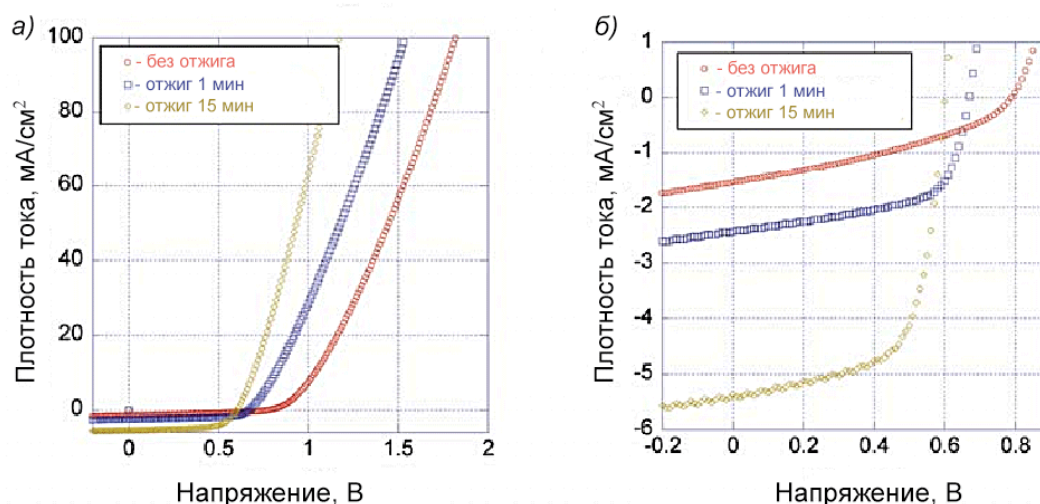 а)
100
80
60
40
20
0
0
0.5
1
1.5
2
Плотность тока, мА/см²
Напряжение, В
- без отжига
- отжиг 1 мин
- отжиг 15 мин
б)
1
0
-1
-2
-3
-4
-5
-6
-0.2
0
0.2
0.4
0.6
0.8
Плотность тока, мА/см²
Напряжение, В
- без отжига
- отжиг 1 мин
- отжиг 15 мин